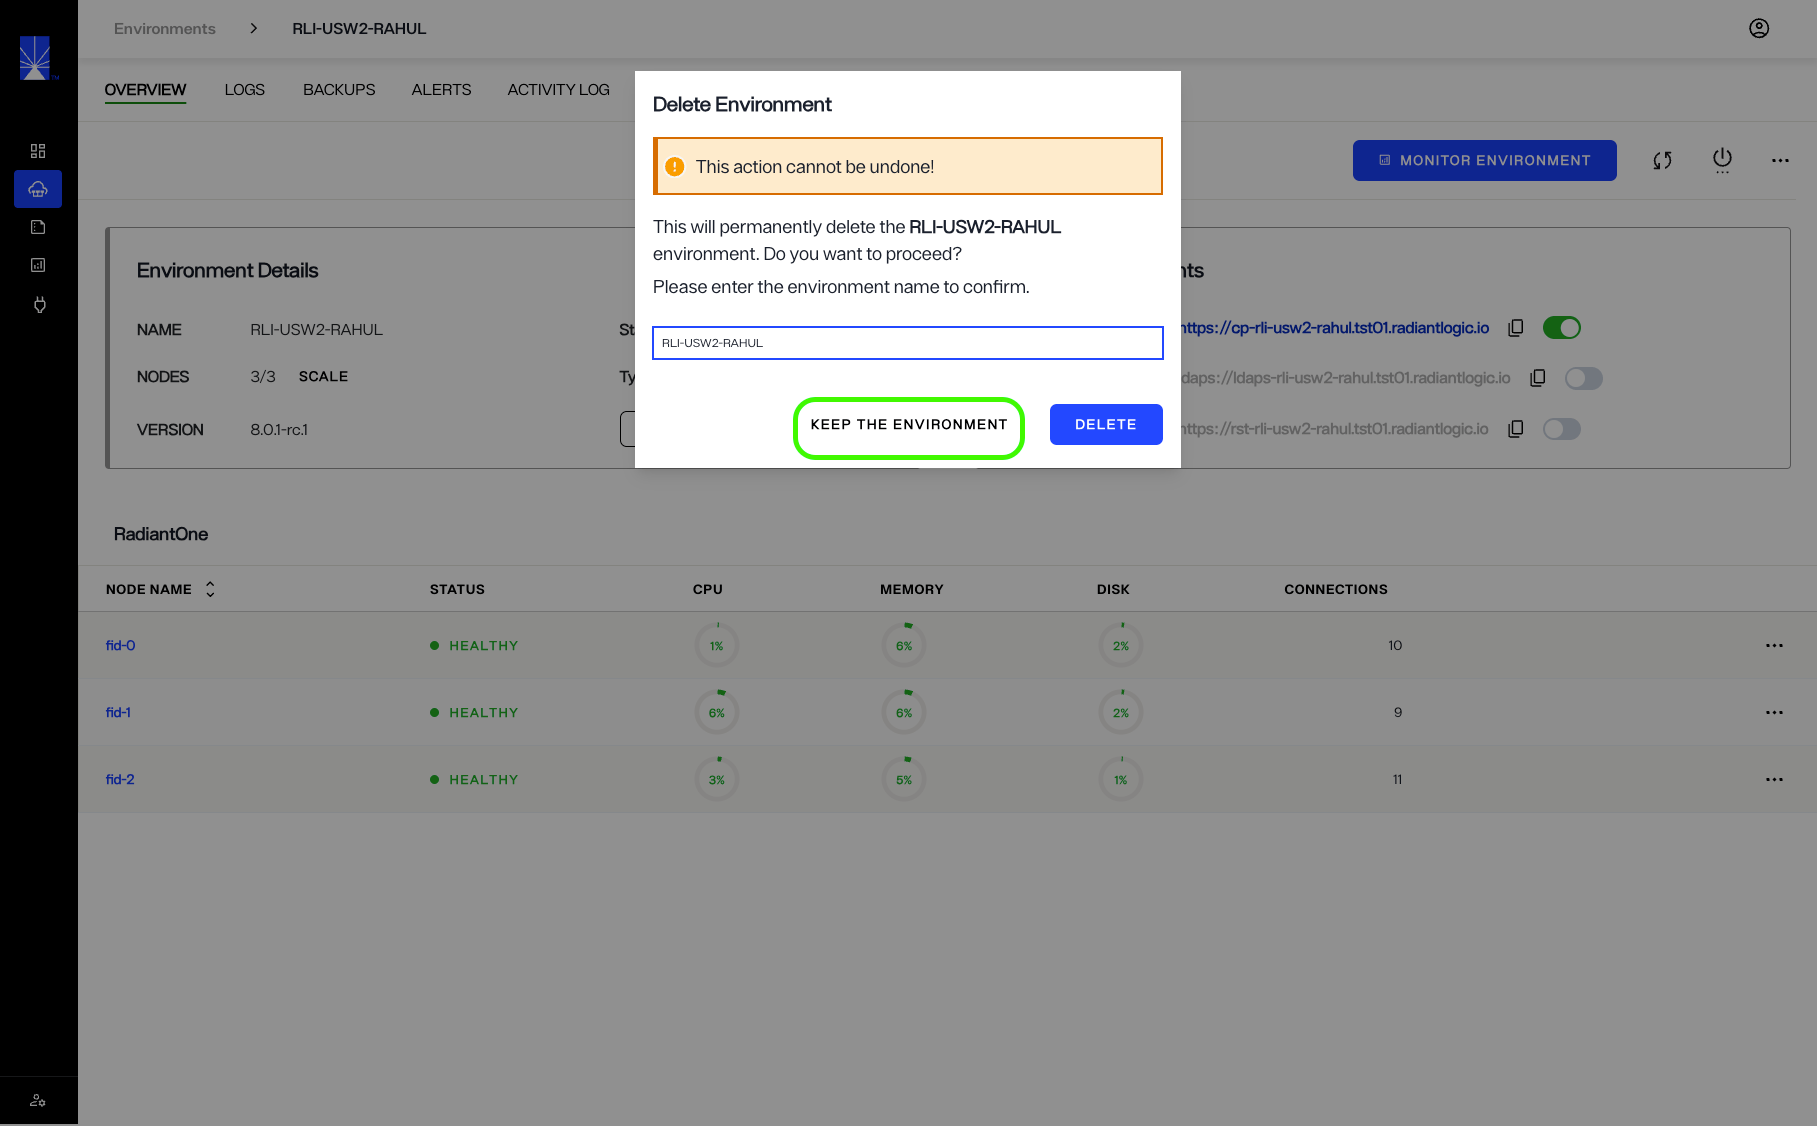 Environments > RLI-USW2-RAHUL
OVERVIEW LOGS BACKUPS ALERTS ACTIVITY LOG
MONITOR ENVIRONMENT
Delete Environment
This action cannot be undone!
This will permanently delete the RLI-USW2-RAHUL
environment. Do you want to proceed?
Please enter the environment name to confirm.
RLI-USW2-RAHUL
KEEP THE ENVIRONMENT DELETE
Environment Details
NAME RLI-USW2-RAHUL
NODES 3/3 SCALE
VERSION 8.0.1-rc.1
https://cp-rli-usw2-rahul.tst01.radiantlogic.io
ldaps://ldaps-rli-usw2-rahul.tst01.radiantlogic.io
https://rst-rli-usw2-rahul.tst01.radiantlogic.io
RadiantOne
NODE NAME STATUS CPU MEMORY DISK CONNECTIONS
fid-0 HEALTHY 1% 6% 2% 10
fid-1 HEALTHY 6% 6% 2% 9
fid-2 HEALTHY 3% 5% 1% 11